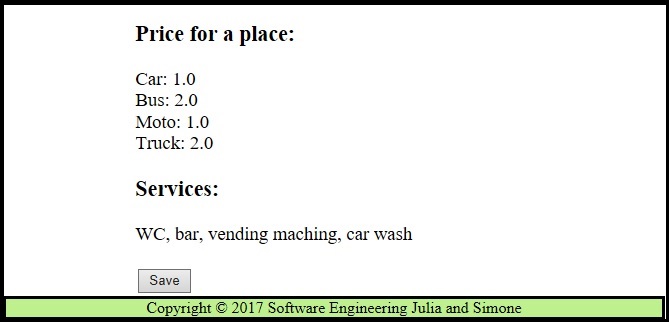 Price for a place:
Car: 1.0
Bus: 2.0
Moto: 1.0
Truck: 2.0
Services:
WC, bar, vending maching, car wash
Save
Copyright © 2017 Software Engineering Julia and Simone